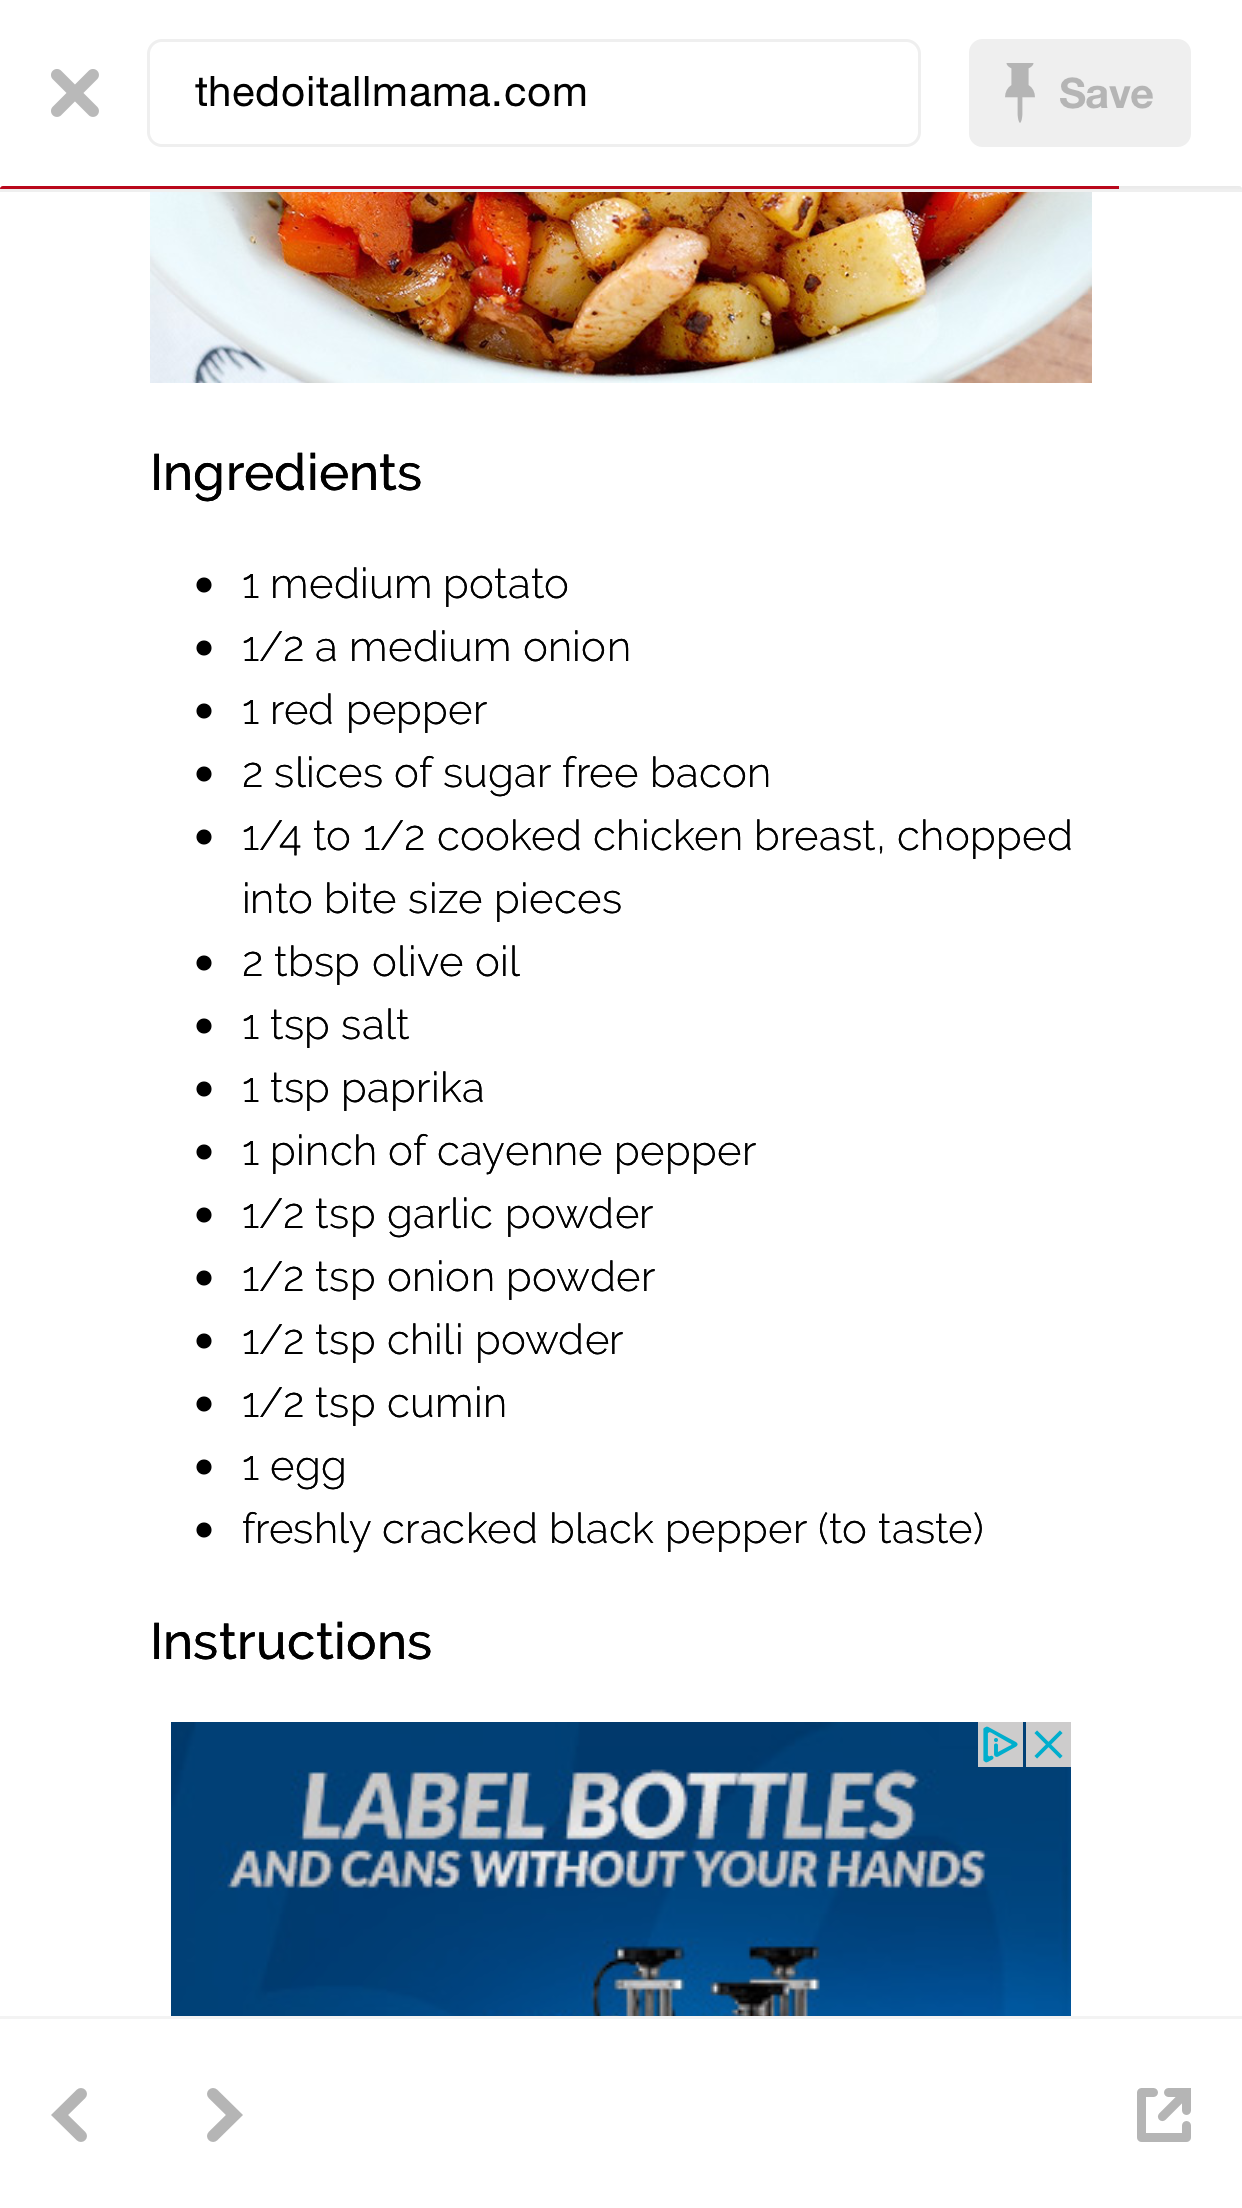 thedoitallmama.com
Save
Ingredients
• 1 medium potato
• 1/2 a medium onion
• 1 red pepper
• 2 slices of sugar free bacon
• 1/4 to 1/2 cooked chicken breast, chopped
into bite size pieces
• 2 tbsp olive oil
• 1 tsp salt
• 1 tsp paprika
• 1 pinch of cayenne pepper
• 1/2 tsp garlic powder
• 1/2 tsp onion powder
• 1/2 tsp chili powder
• 1/2 tsp cumin
• 1 egg
• freshly cracked black pepper (to taste)
Instructions
LABEL BOTTLES
AND CANS WITHOUT YOUR HANDS